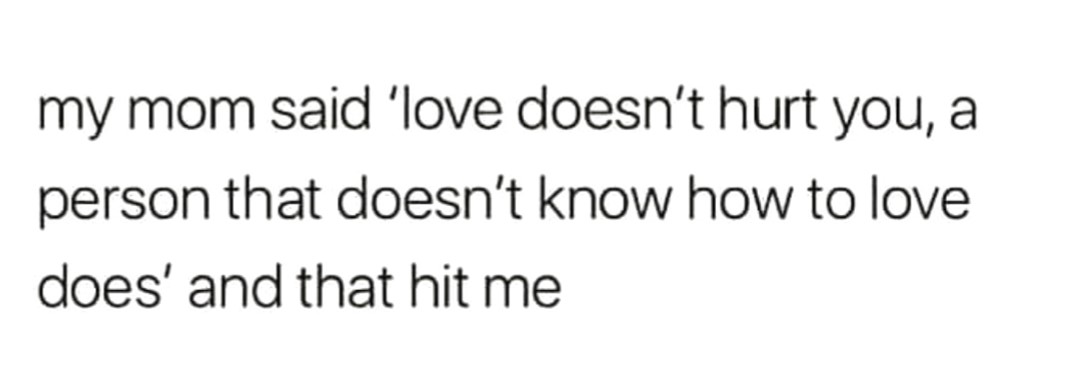 my mom said ‘love doesn’t hurt you, a
person that doesn’t know how to love
does’ and that hit me